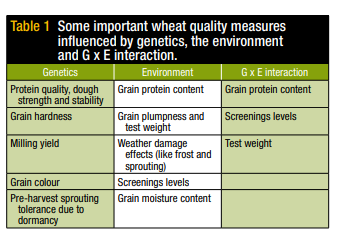 Table 1 Some important wheat quality measures
influenced by genetics, the environment
and G x E interaction.
Genetics Environment G x E interaction
Protein quality, dough
strength and stability
Grain protein content
Grain protein content
Grain hardness
Grain plumpness and
test weight
Screenings levels
Milling yield
Weather damage
effects (like frost and
sprouting)
Test weight
Grain colour
Screenings levels
Pre-harvest sprouting
tolerance due to
dormancy
Grain moisture content